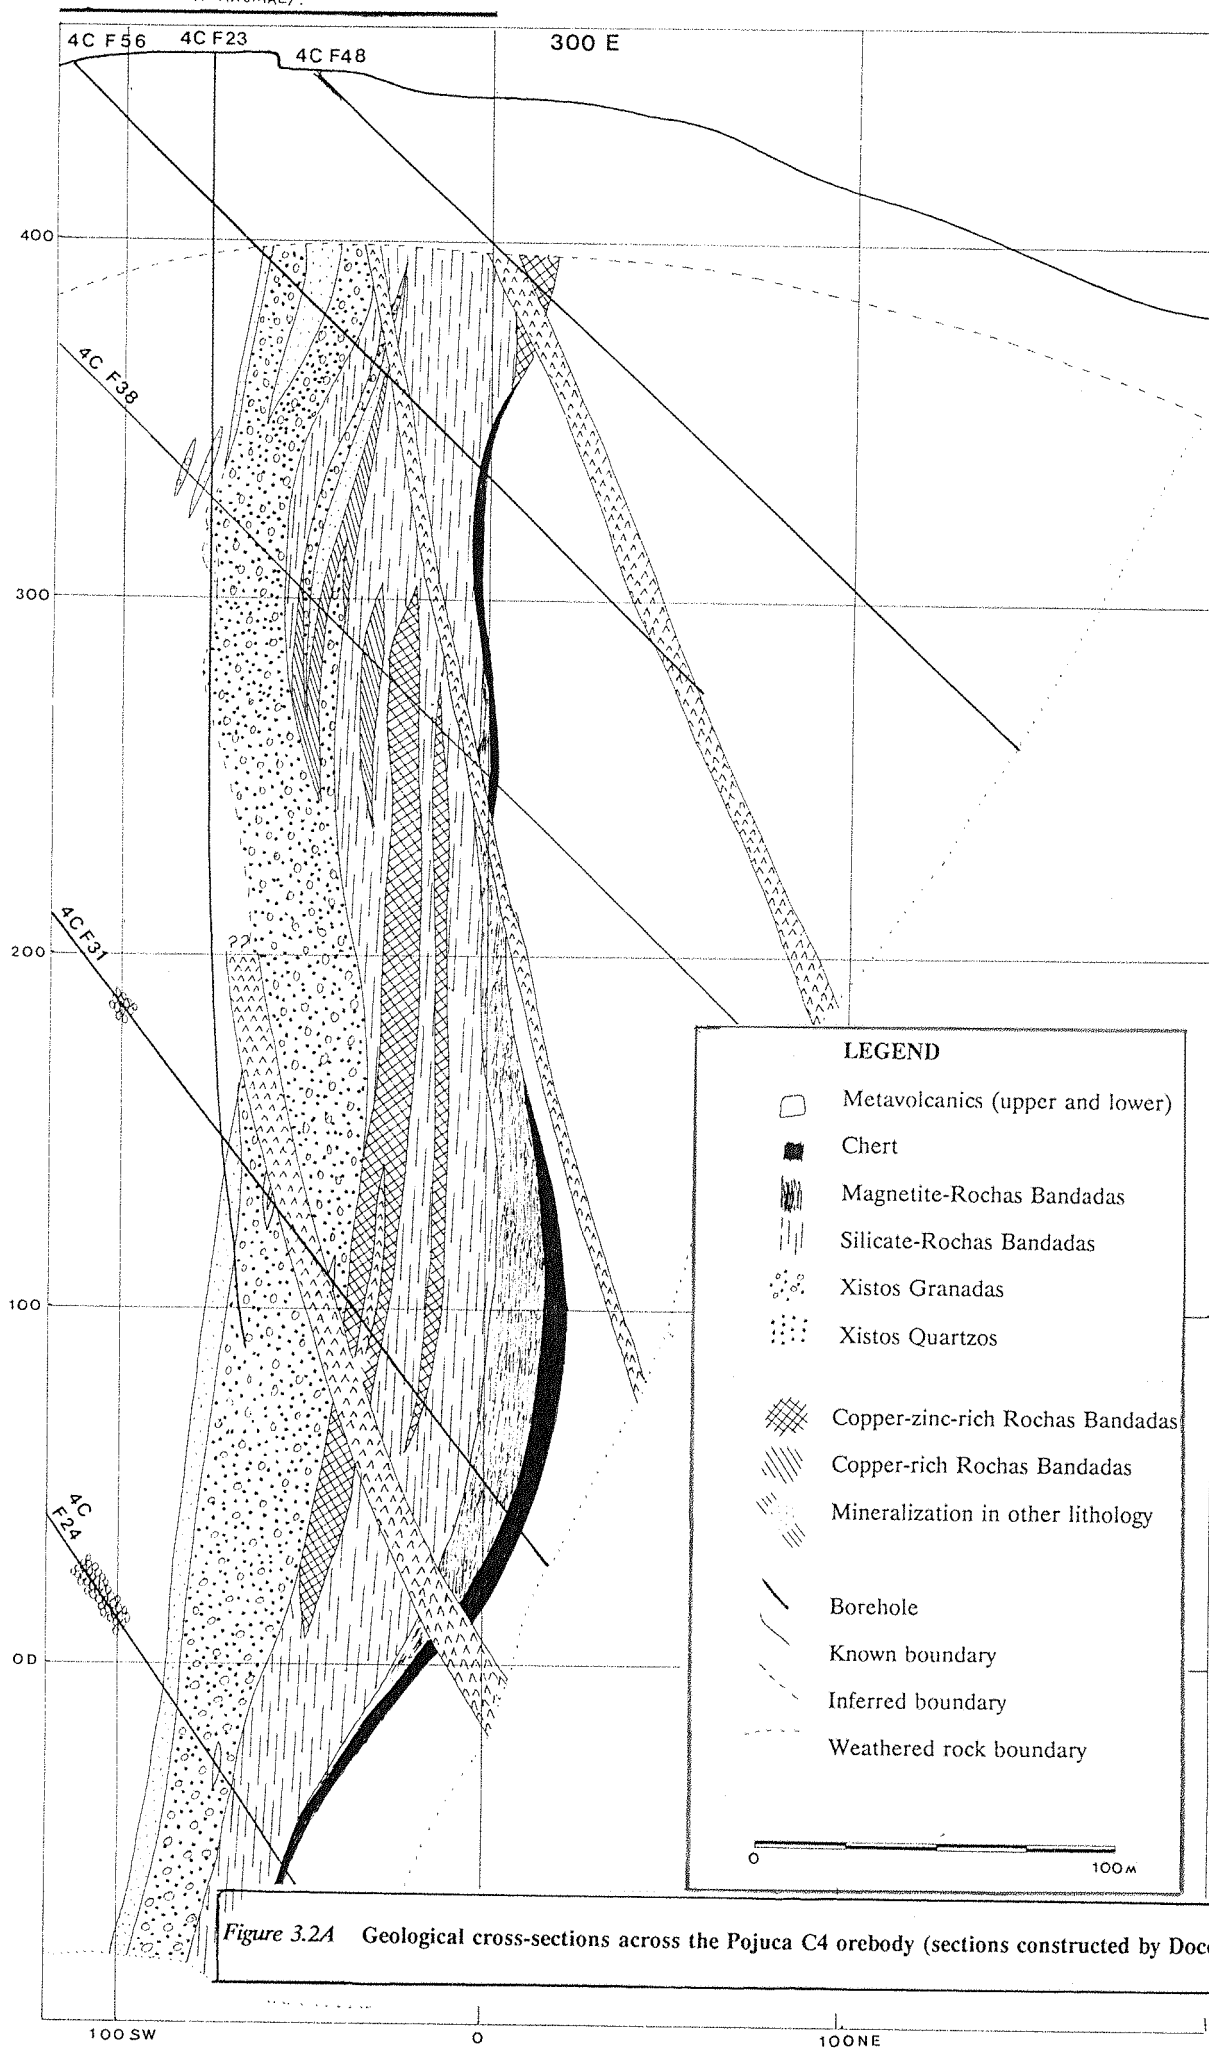 4C F56
4C F23
4C F48
300 E
400
4C F38
300
4C F31
??
200
100
4C
F24
OD
LEGEND
Metavolcanics (upper and lower)
Chert
Magnetite-Rochas Bandadas
Silicate-Rochas Bandadas
Xistos Granadas
Xistos Quartzos
Copper-zinc-rich Rochas Bandadas
Copper-rich Rochas Bandadas
Mineralization in other lithology
Borehole
Known boundary
Inferred boundary
Weathered rock boundary
0
100M
Figure 3.2A Geological cross-sections across the Pojuca C4 orebody (sections constructed by Doce
100 SW
0
100NE